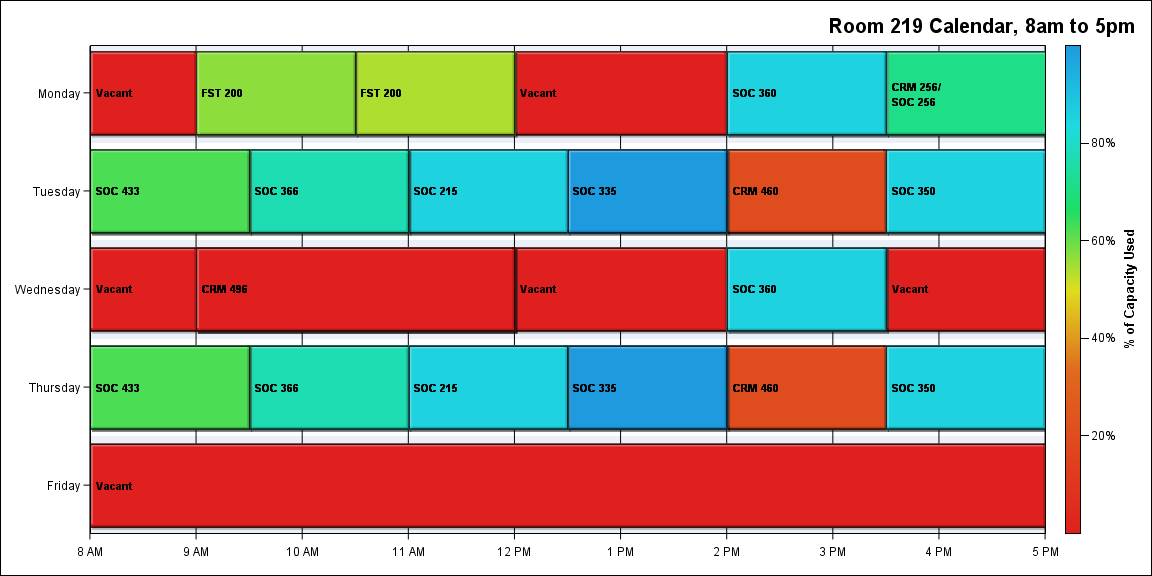 Room 219 Calendar, 8am to 5pm
Monday
Vacant
FST 200
FST 200
Vacant
SOC 360
CRM 256/
SOC 256
Tuesday
SOC 433
SOC 366
SOC 215
SOC 335
CRM 460
SOC 350
Wednesday
Vacant
CRM 496
Vacant
SOC 360
Vacant
Thursday
SOC 433
SOC 366
SOC 215
SOC 335
CRM 460
SOC 350
Friday
Vacant
8 AM
9 AM
10 AM
11 AM
12 PM
1 PM
2 PM
3 PM
4 PM
5 PM
80%
60%
40%
20%
% of Capacity Used